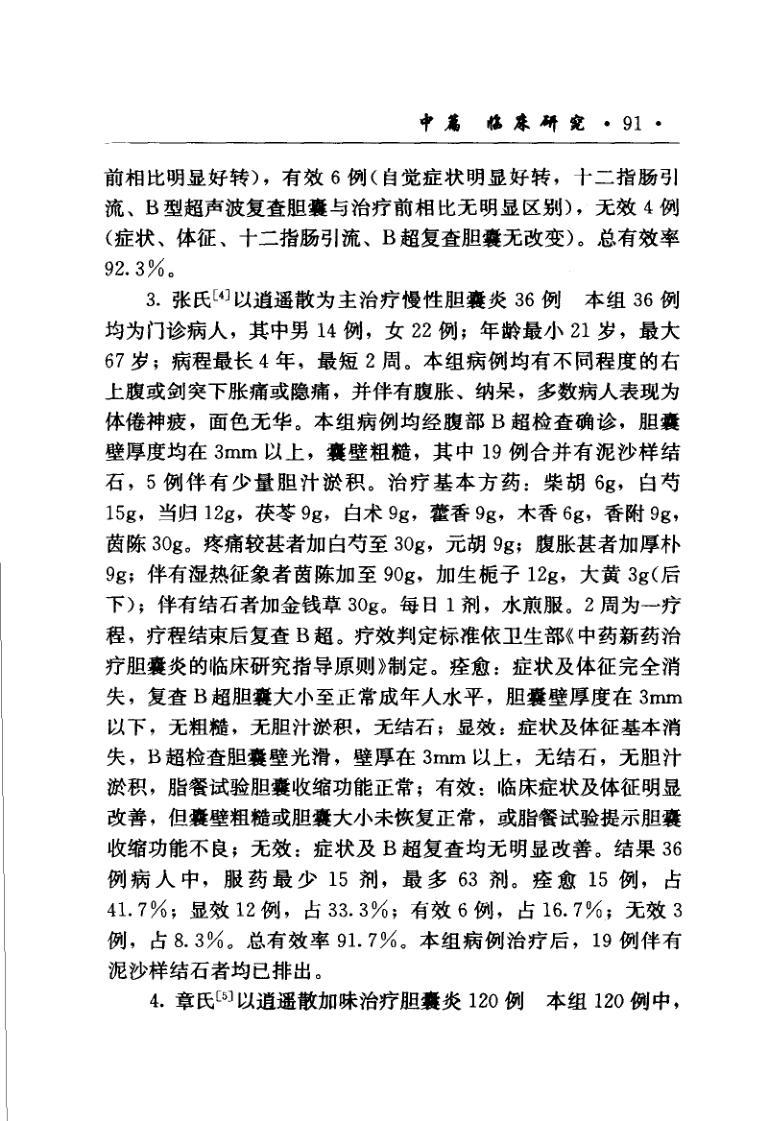 中篇 临床研究 • 91 •
前相比明显好转），有效 6 例（自觉症状明显好转，十二指肠引
流、B 型超声波复查胆囊与治疗前相比无明显区别），无效 4 例
（症状、体征、十二指肠引流、B 超复查胆囊无改变）。总有效率
92.3%。
3. 张氏[4]以逍遥散为主治疗慢性胆囊炎 36 例　本组 36 例
均为门诊病人，其中男 14 例，女 22 例；年龄最小 21 岁，最大
67 岁；病程最长 4 年，最短 2 周。本组病例均有不同程度的右
上腹或剑突下胀痛或隐痛，并伴有腹胀、纳呆，多数病人表现为
体倦神疲，面色无华。本组病例均经腹部 B 超检查确诊，胆囊
壁厚度均在 3mm 以上，囊壁粗糙，其中 19 例合并有泥沙样结
石，5 例伴有少量胆汁淤积。治疗基本方药：柴胡 6g，白芍
15g，当归 12g，茯苓 9g，白术 9g，藿香 9g，木香 6g，香附 9g，
茵陈 30g。疼痛较甚者加白芍至 30g，元胡 9g；腹胀甚者加厚朴
9g；伴有湿热征象者茵陈加至 90g，加生栀子 12g，大黄 3g（后
下）；伴有结石者加金钱草 30g。每日 1 剂，水煎服。2 周为一疗
程，疗程结束后复查 B 超。疗效判定标准依卫生部《中药新药治
疗胆囊炎的临床研究指导原则》制定。痊愈：症状及体征完全消
失，复查 B 超胆囊大小至正常成年人水平，胆囊壁厚度在 3mm
以下，无粗糙，无胆汁淤积，无结石；显效：症状及体征基本消
失，B 超检查胆囊壁光滑，壁厚在 3mm 以上，无结石，无胆汁
淤积，脂餐试验胆囊收缩功能正常；有效：临床症状及体征明显
改善，但囊壁粗糙或胆囊大小未恢复正常，或脂餐试验提示胆囊
收缩功能不良；无效：症状及 B 超复查均无明显改善。结果 36
例病人中，服药最少 15 剂，最多 63 剂。痊愈 15 例，占
41.7%；显效 12 例，占 33.3%；有效 6 例，占 16.7%；无效 3
例，占 8.3%。总有效率 91.7%。本组病例治疗后，19 例伴有
泥沙样结石者均已排出。
4. 章氏[5]以逍遥散加味治疗胆囊炎 120 例　本组 120 例中，